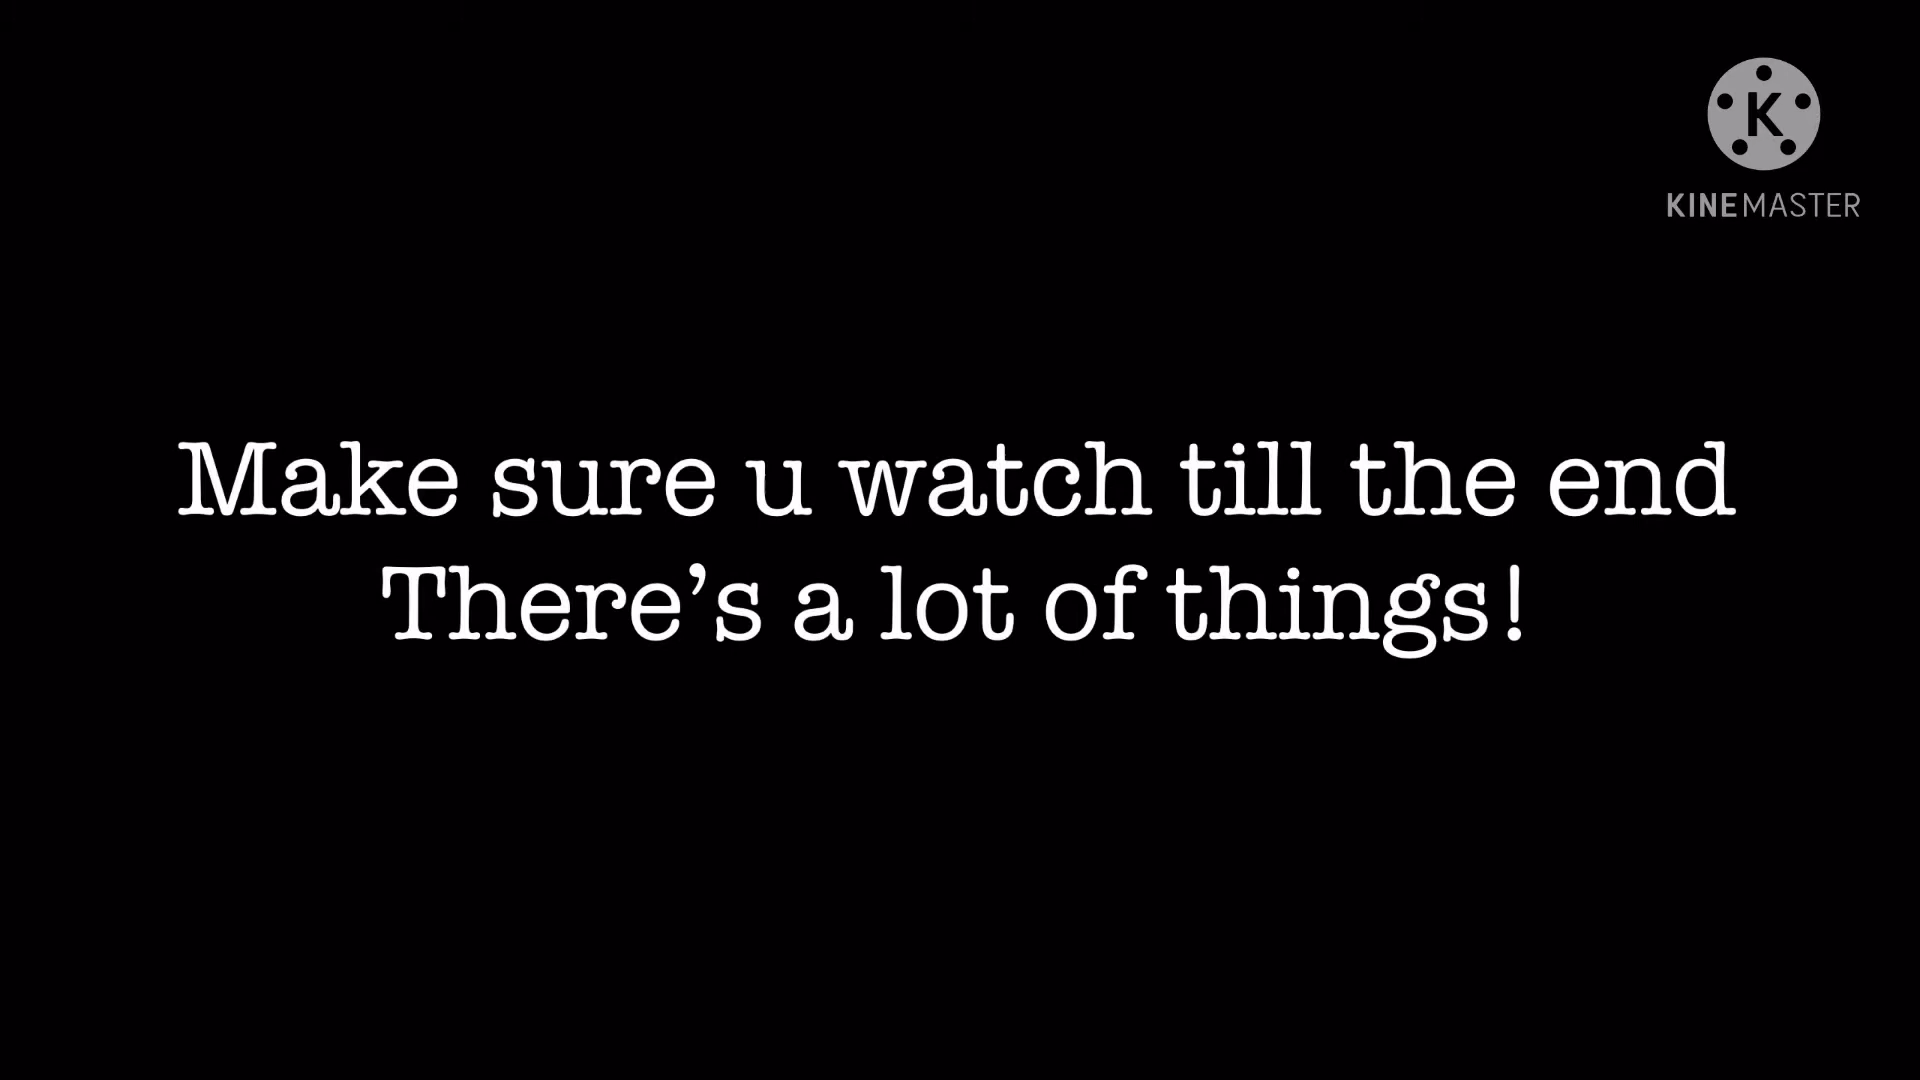 K
KINEMASTER
Make sure u watch till the end
There’s a lot of things!